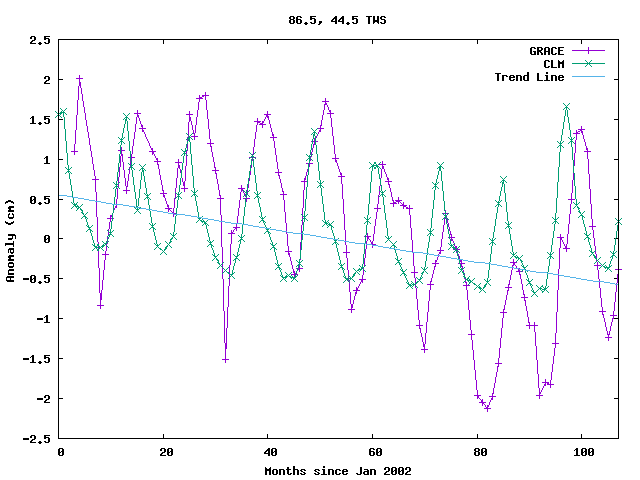 86.5, 44.5 TWS
GRACE
CLM
Trend Line
2.5
2
1.5
1
0.5
0
-0.5
-1
-1.5
-2
-2.5
Anomaly (cm)
0 20 40 60 80 100
Months since Jan 2002